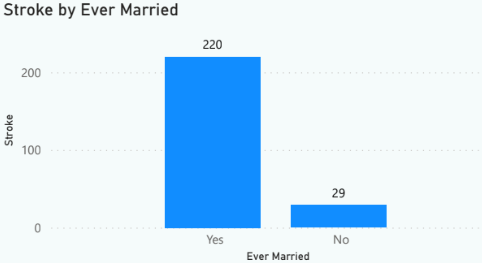 Stroke by Ever Married
220
200
Stroke
100
29
0
Yes No
Ever Married